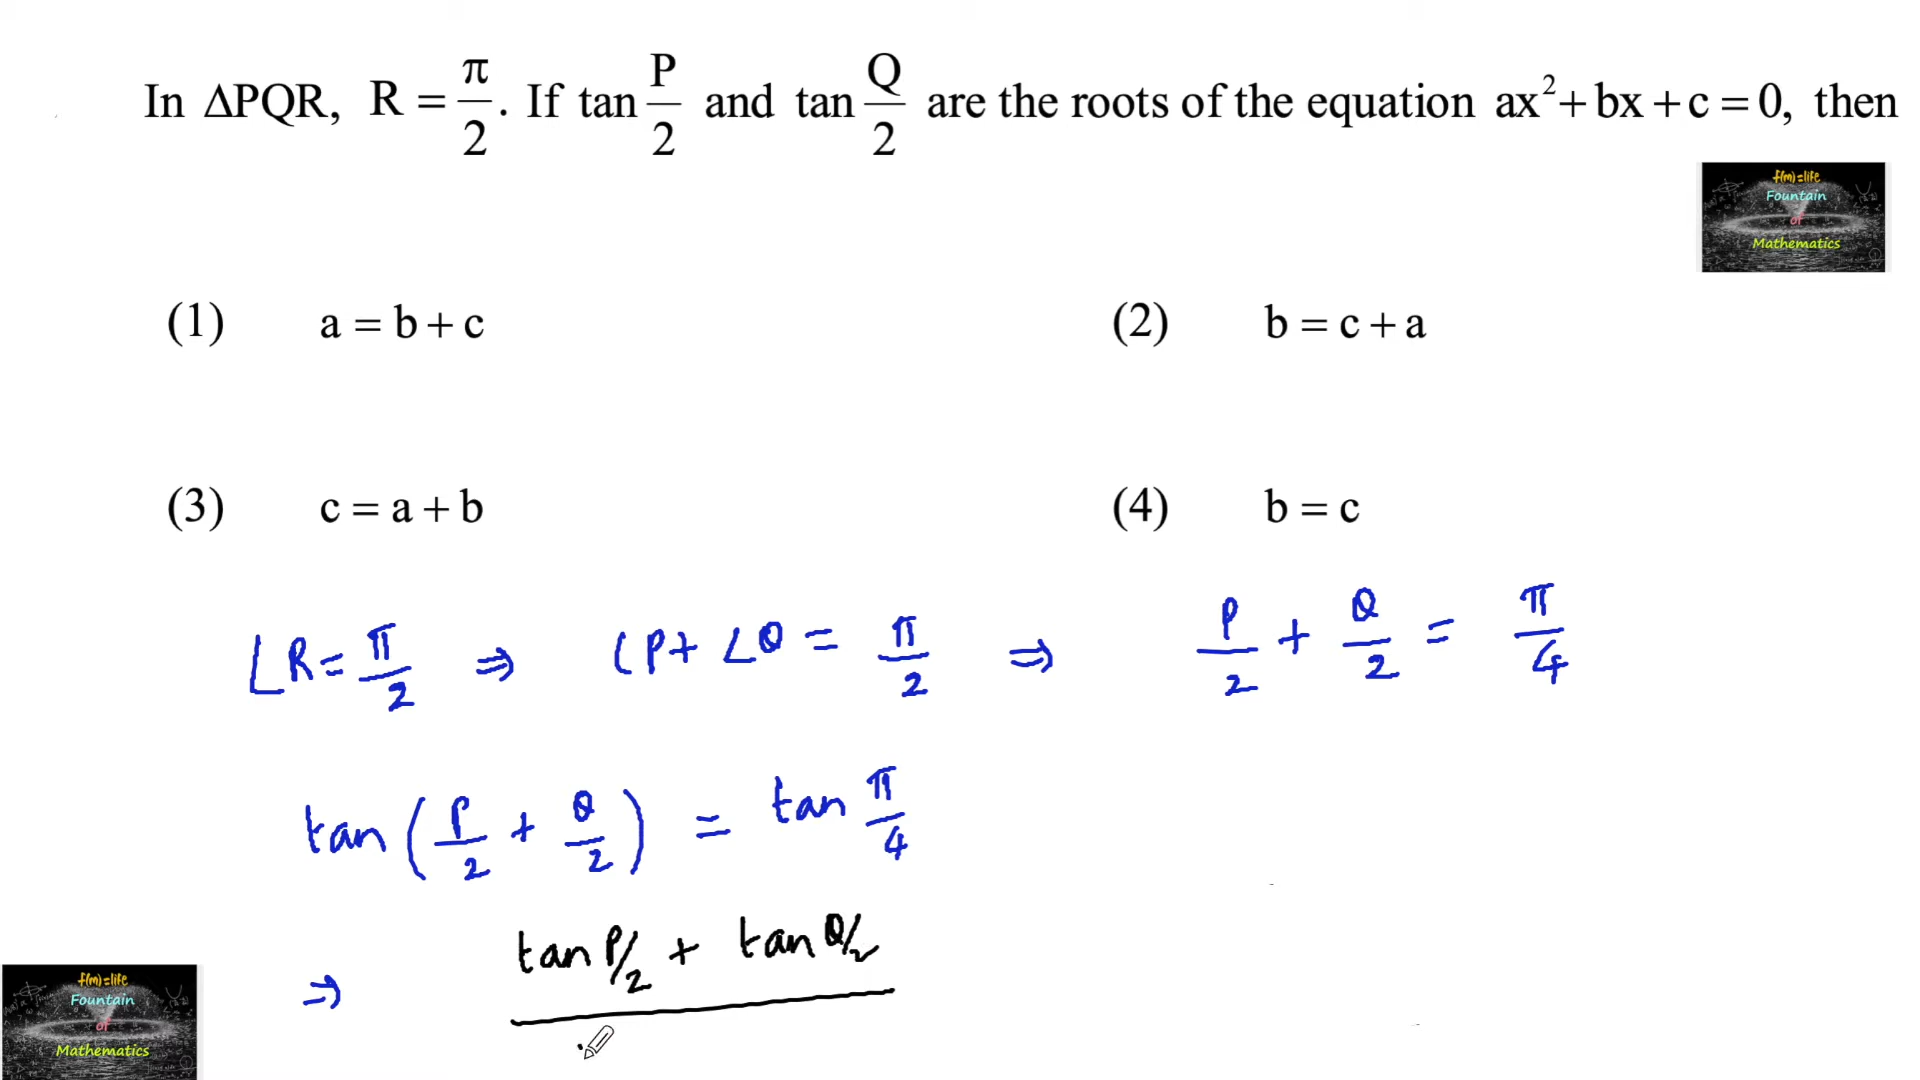 In ΔPQR, R = π/2. If tan P/2 and tan Q/2 are the roots of the equation ax²+ bx + c = 0, then
f(m)=life
Fountain
of
Mathematics
(1) a = b + c (2) b = c + a
(3) c = a + b (4) b = c
∠R = π/2 ⇒ ∠P + ∠Q = π/2 ⇒ P/2 + Q/2 = π/4
tan (P/2 + Q/2) = tan π/4
⇒ tan P/2 + tan Q/2
f(m)=life
Fountain
of
Mathematics